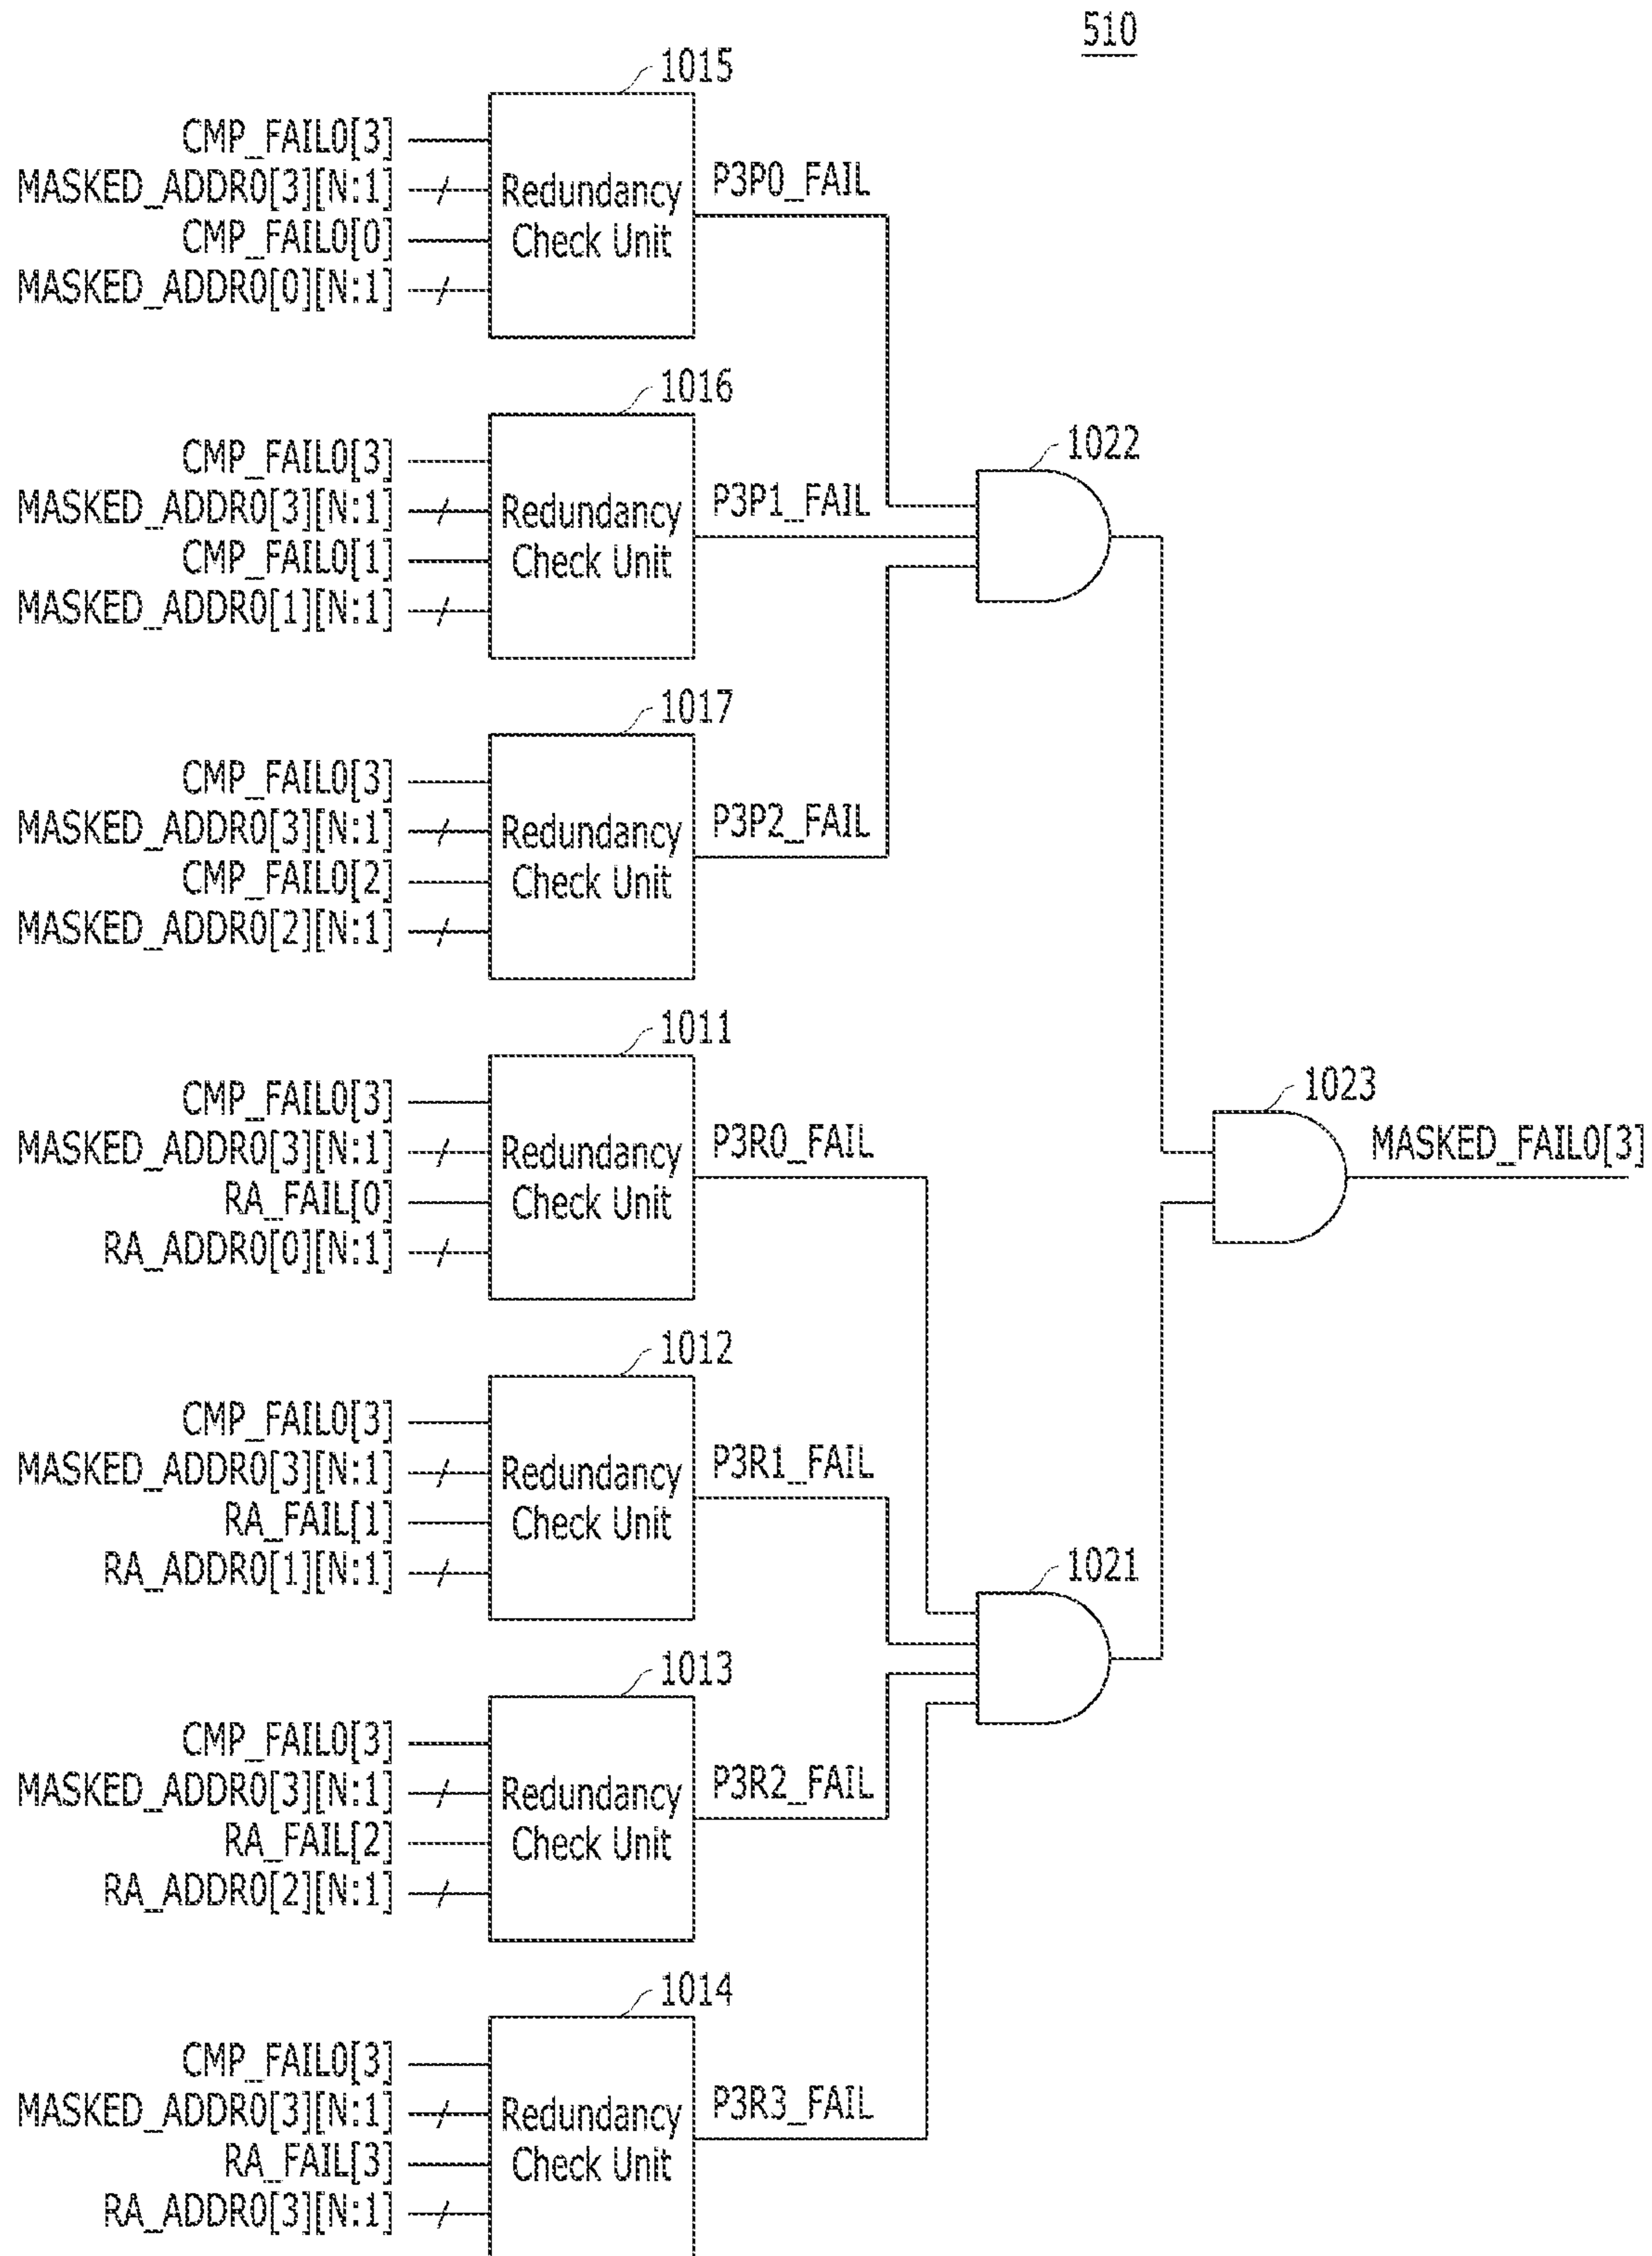 510
1015
CMP_FAIL0[3]
MASKED_ADDR0[3][N:1]
CMP_FAIL0[0]
MASKED_ADDR0[0][N:1]
Redundancy
Check Unit
P3P0_FAIL
1016
CMP_FAIL0[3]
MASKED_ADDR0[3][N:1]
CMP_FAIL0[1]
MASKED_ADDR0[1][N:1]
Redundancy
Check Unit
P3P1_FAIL
1022
1017
CMP_FAIL0[3]
MASKED_ADDR0[3][N:1]
CMP_FAIL0[2]
MASKED_ADDR0[2][N:1]
Redundancy
Check Unit
P3P2_FAIL
1011
CMP_FAIL0[3]
MASKED_ADDR0[3][N:1]
RA_FAIL[0]
RA_ADDR0[0][N:1]
Redundancy
Check Unit
P3R0_FAIL
1023
MASKED_FAIL0[3]
1012
CMP_FAIL0[3]
MASKED_ADDR0[3][N:1]
RA_FAIL[1]
RA_ADDR0[1][N:1]
Redundancy
Check Unit
P3R1_FAIL
1021
1013
CMP_FAIL0[3]
MASKED_ADDR0[3][N:1]
RA_FAIL[2]
RA_ADDR0[2][N:1]
Redundancy
Check Unit
P3R2_FAIL
1014
CMP_FAIL0[3]
MASKED_ADDR0[3][N:1]
RA_FAIL[3]
RA_ADDR0[3][N:1]
Redundancy
Check Unit
P3R3_FAIL